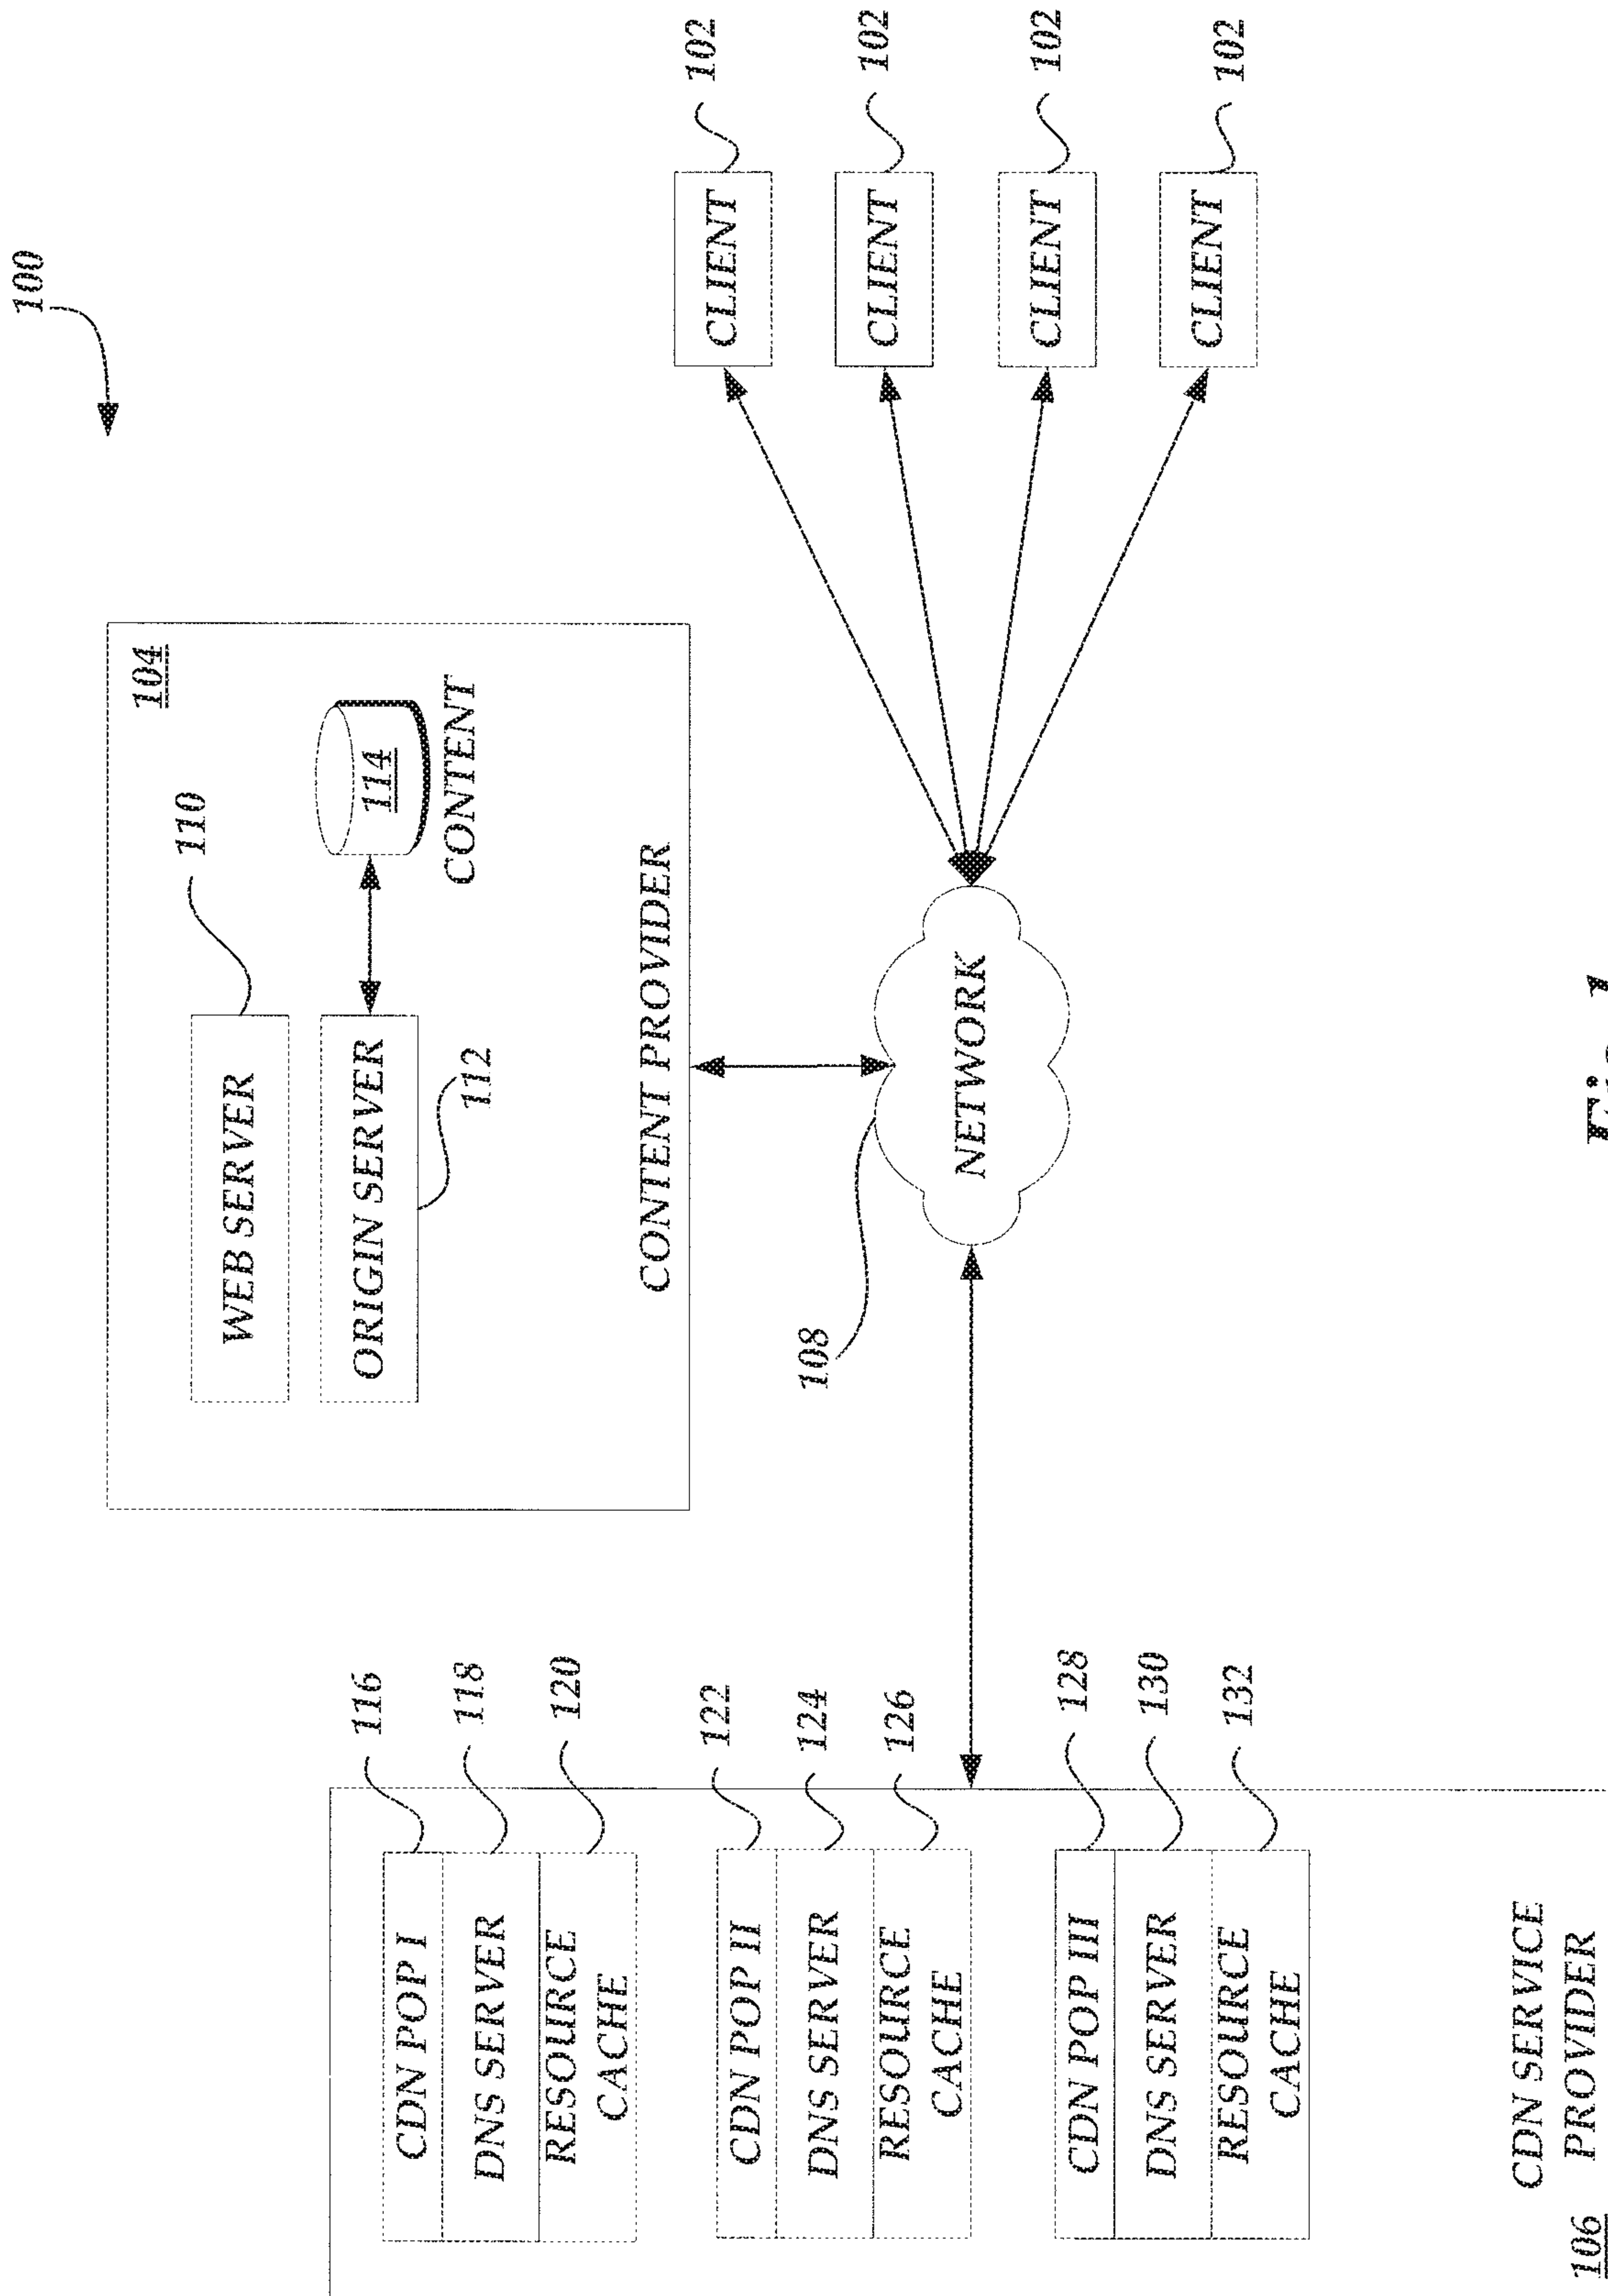 100
104
110
WEB SERVER
ORIGIN SERVER
112
114
CONTENT
CONTENT PROVIDER
CLIENT
102
CLIENT
102
CLIENT
102
CLIENT
102
NETWORK
108
CDN POP I
116
DNS SERVER
118
RESOURCE
CACHE
120
CDN POP II
122
DNS SERVER
124
RESOURCE
CACHE
126
CDN POP III
128
DNS SERVER
130
RESOURCE
CACHE
132
CDN SERVICE
PROVIDER
106